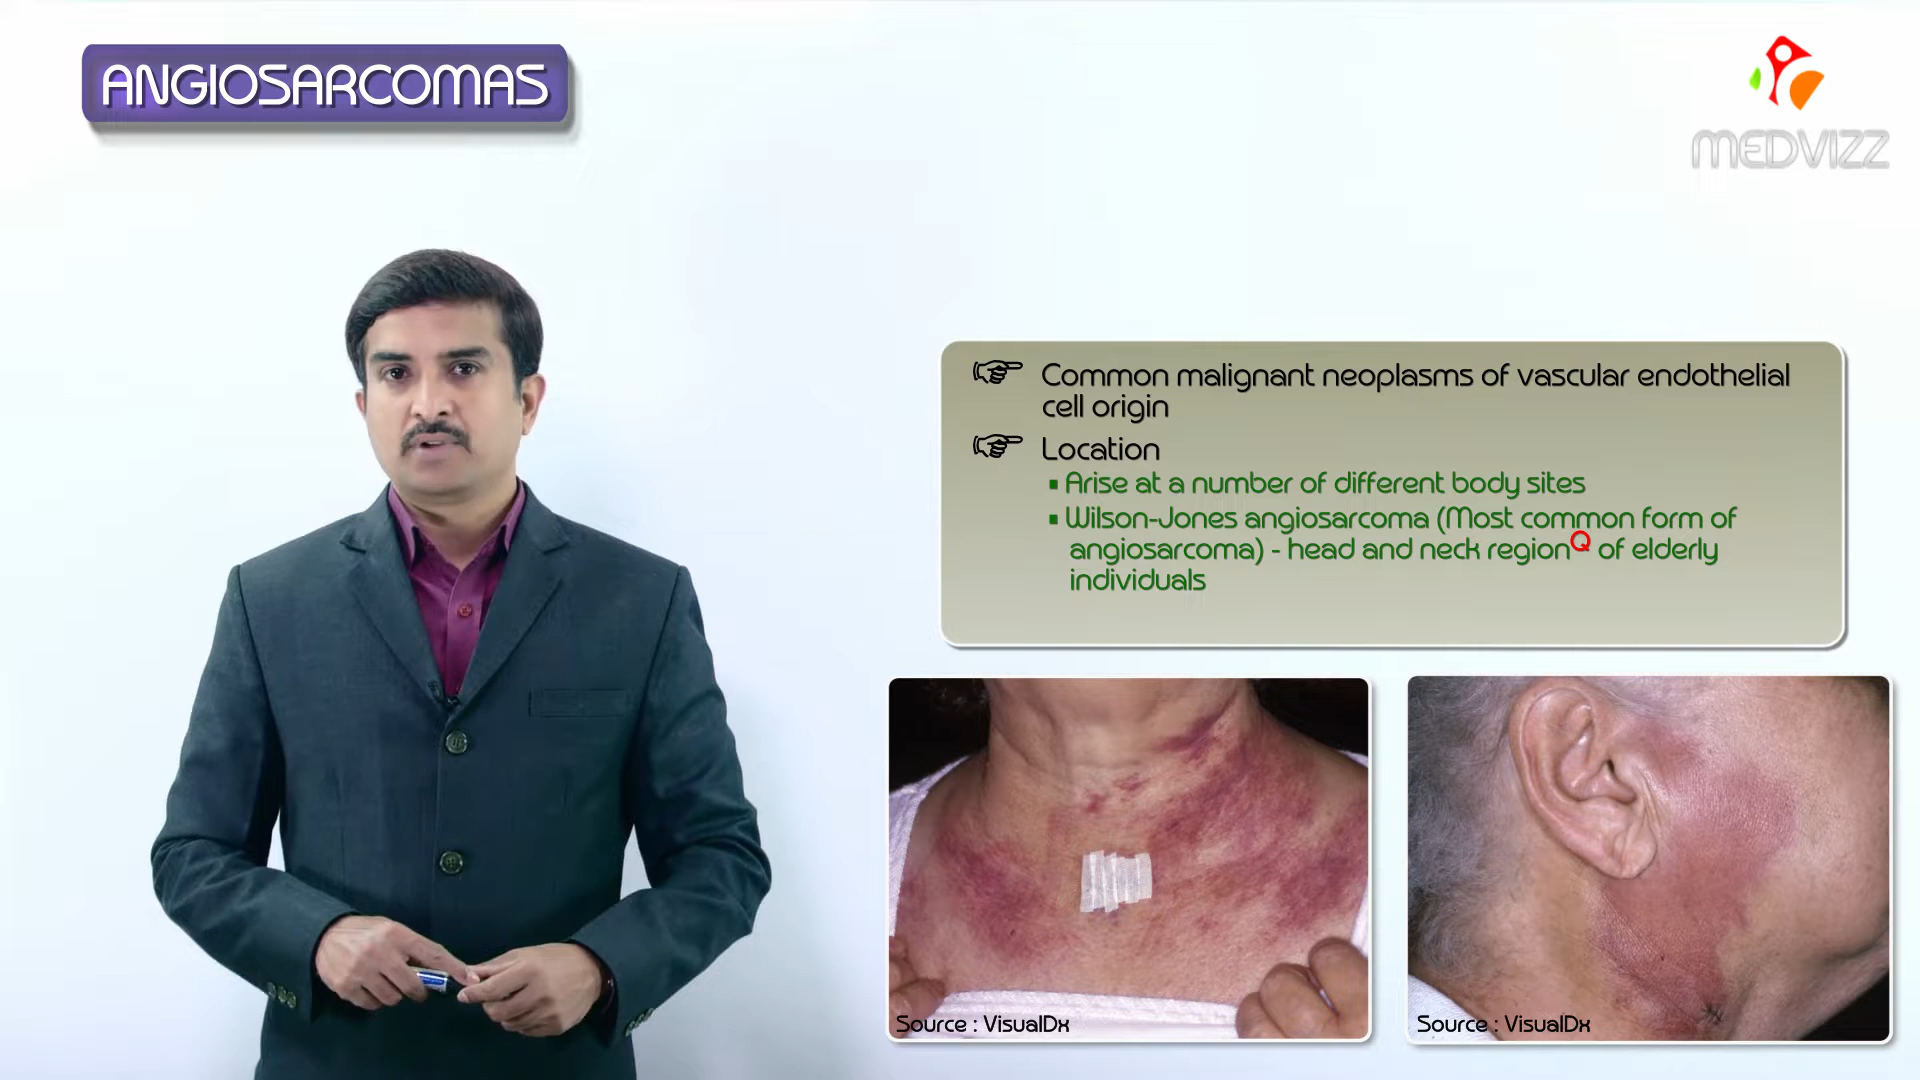 ANGIOSARCOMAS
MEDVIZZ
Common malignant neoplasms of vascular endothelial
cell origin
Location
▪ Arise at a number of different body sites
▪ Wilson-Jones angiosarcoma (Most common form of
angiosarcoma) - head and neck regionQ of elderly
individuals
Source : VisualDx
Source : VisualDx